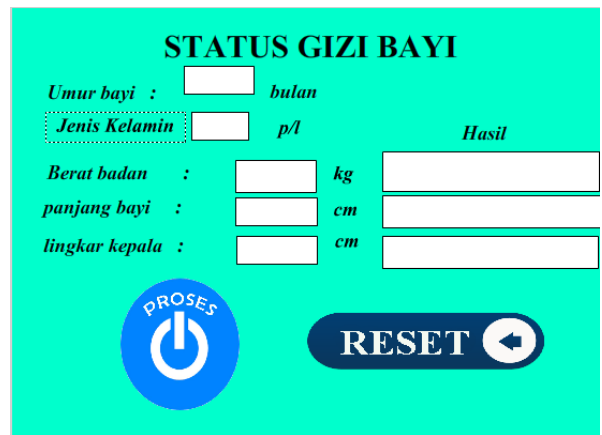 STATUS GIZI BAYI
Umur bayi : bulan
Jenis Kelamin p/l
Hasil
Berat badan : kg
panjang bayi : cm
lingkar kepala : cm
PROSES
RESET